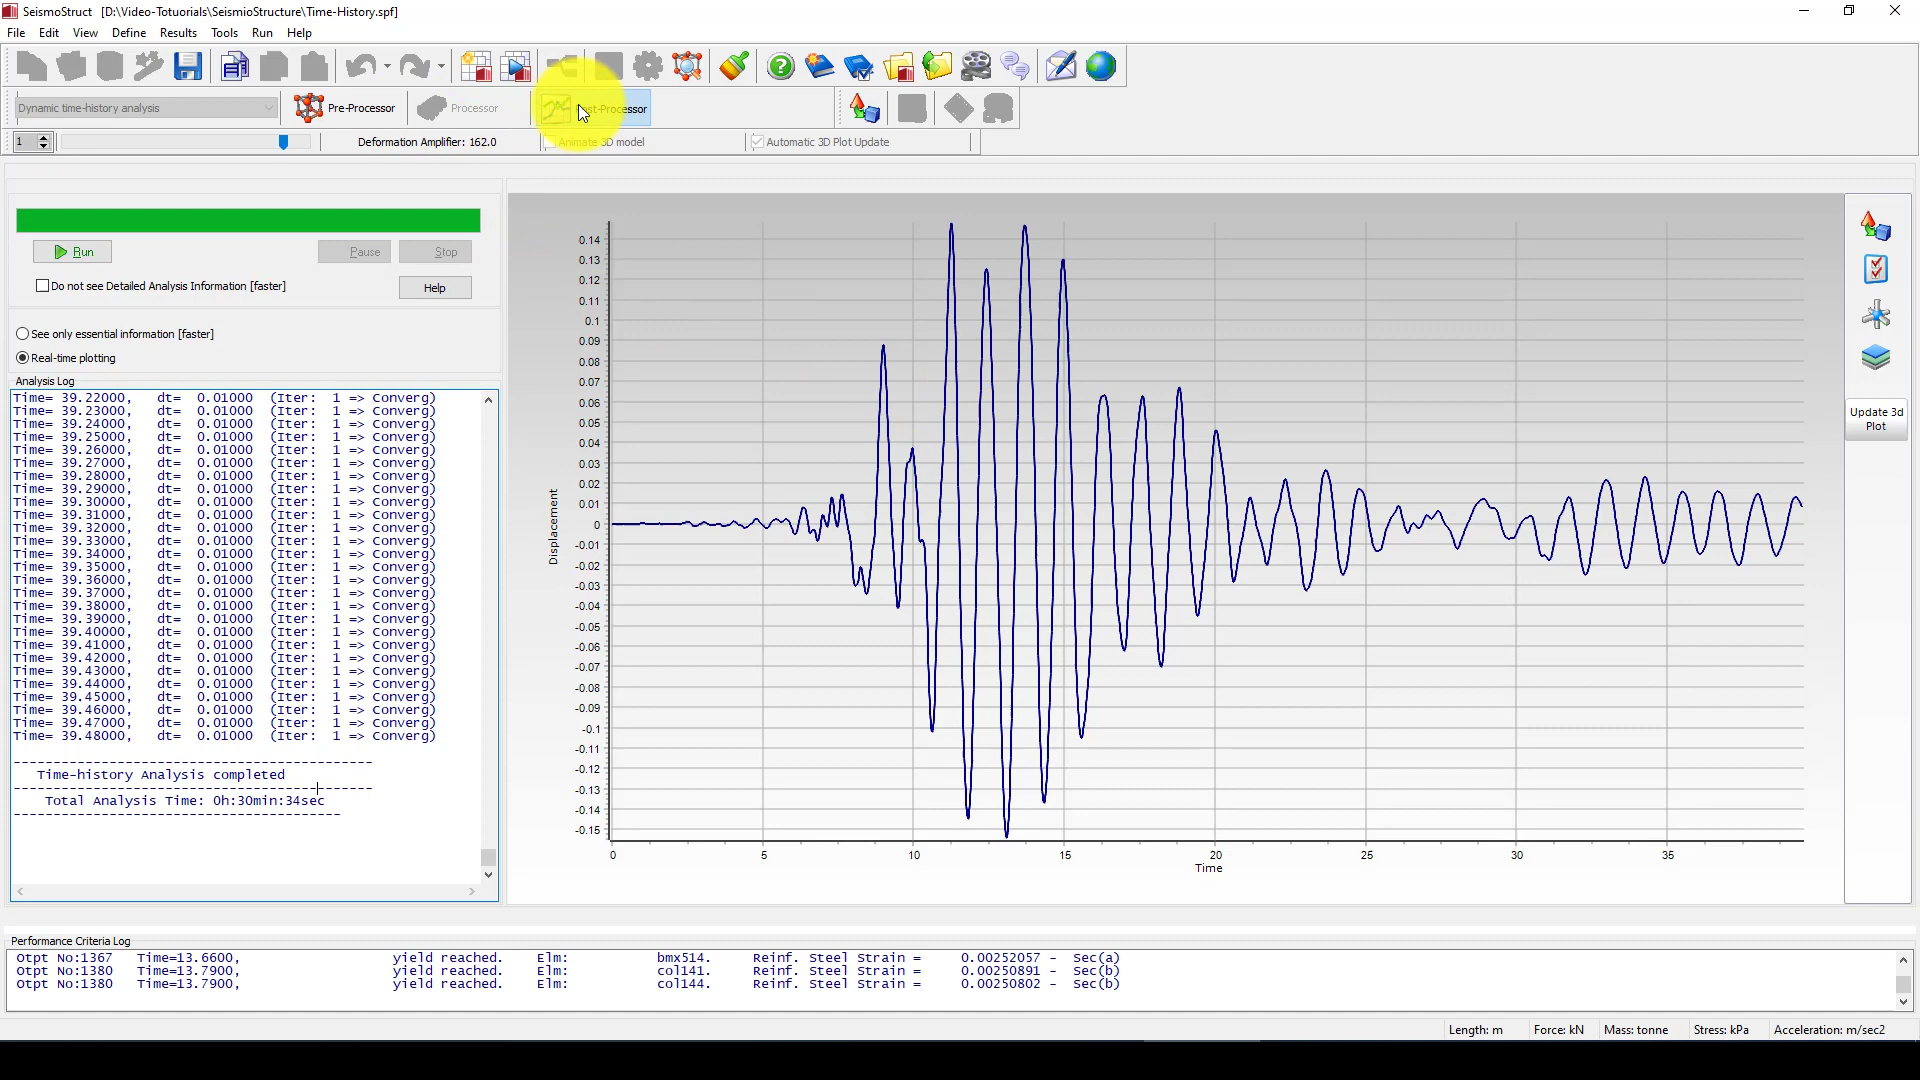 SeismoStruct [D:\Video-Totuorials\SeismioStructure\Time-History.spf]
File Edit View Define Results Tools Run Help
Dynamic time-history analysis Pre-Processor Processor Post-Processor
1 Deformation Amplifier: 162.0 Animate 3D model Automatic 3D Plot Update
Run Pause Stop
Do not see Detailed Analysis Information [faster] Help
See only essential information [faster]
Real-time plotting
Analysis Log
Time= 39.22000, dt= 0.01000 (Iter: 1 => Converg)
Time= 39.23000, dt= 0.01000 (Iter: 1 => Converg)
Time= 39.24000, dt= 0.01000 (Iter: 1 => Converg)
Time= 39.25000, dt= 0.01000 (Iter: 1 => Converg)
Time= 39.26000, dt= 0.01000 (Iter: 1 => Converg)
Time= 39.27000, dt= 0.01000 (Iter: 1 => Converg)
Time= 39.28000, dt= 0.01000 (Iter: 1 => Converg)
Time= 39.29000, dt= 0.01000 (Iter: 1 => Converg)
Time= 39.30000, dt= 0.01000 (Iter: 1 => Converg)
Time= 39.31000, dt= 0.01000 (Iter: 1 => Converg)
Time= 39.32000, dt= 0.01000 (Iter: 1 => Converg)
Time= 39.33000, dt= 0.01000 (Iter: 1 => Converg)
Time= 39.34000, dt= 0.01000 (Iter: 1 => Converg)
Time= 39.35000, dt= 0.01000 (Iter: 1 => Converg)
Time= 39.36000, dt= 0.01000 (Iter: 1 => Converg)
Time= 39.37000, dt= 0.01000 (Iter: 1 => Converg)
Time= 39.38000, dt= 0.01000 (Iter: 1 => Converg)
Time= 39.39000, dt= 0.01000 (Iter: 1 => Converg)
Time= 39.40000, dt= 0.01000 (Iter: 1 => Converg)
Time= 39.41000, dt= 0.01000 (Iter: 1 => Converg)
Time= 39.42000, dt= 0.01000 (Iter: 1 => Converg)
Time= 39.43000, dt= 0.01000 (Iter: 1 => Converg)
Time= 39.44000, dt= 0.01000 (Iter: 1 => Converg)
Time= 39.45000, dt= 0.01000 (Iter: 1 => Converg)
Time= 39.46000, dt= 0.01000 (Iter: 1 => Converg)
Time= 39.47000, dt= 0.01000 (Iter: 1 => Converg)
Time= 39.48000, dt= 0.01000 (Iter: 1 => Converg)
--------------------------------------------
Time-history Analysis completed
--------------------------------------------
Total Analysis Time: 0h:30min:34sec
----------------------------------------
0.14
0.13
0.12
0.11
0.1
0.09
0.08
0.07
0.06
0.05
0.04
0.03
0.02
0.01
0
-0.01
-0.02
-0.03
-0.04
-0.05
-0.06
-0.07
-0.08
-0.09
-0.1
-0.11
-0.12
-0.13
-0.14
-0.15
Displacement
0 5 10 15 20 25 30 35
Time
Update 3d
Plot
Performance Criteria Log
Otpt No:1367 Time=13.6600, yield reached. Elm: bmx514. Reinf. Steel Strain = 0.00252057 - Sec(a)
Otpt No:1380 Time=13.7900, yield reached. Elm: col141. Reinf. Steel Strain = 0.00250891 - Sec(b)
Otpt No:1380 Time=13.7900, yield reached. Elm: col144. Reinf. Steel Strain = 0.00250802 - Sec(b)
Length: m Force: kN Mass: tonne Stress: kPa Acceleration: m/sec2